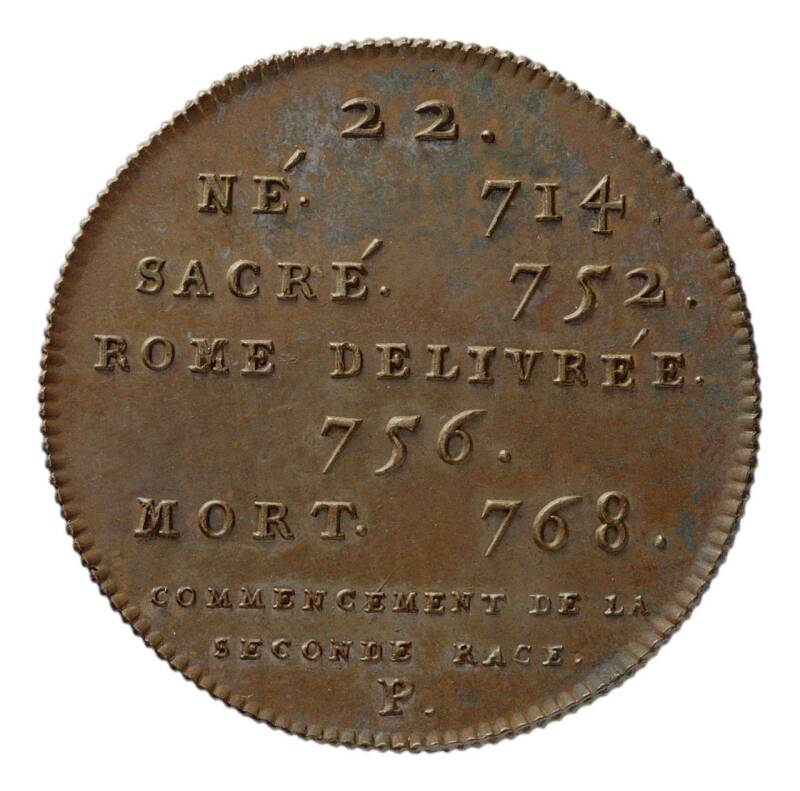 22.
NÉ. 714.
SACRÉ. 752.
ROME DELIVRÉE.
756.
MORT. 768.
COMMENCEMENT DE LA
SECONDE RACE.
P.